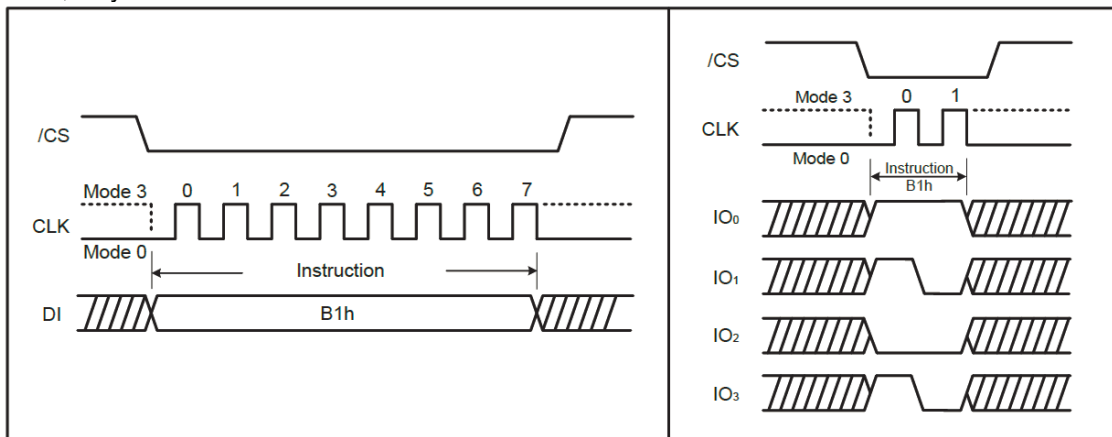 /CS
Mode 3 0 1 2 3 4 5 6 7
CLK
Mode 0
Instruction
DI B1h
/CS
Mode 3 0 1
CLK
Mode 0 Instruction
B1h
IO0
IO1
IO2
IO3